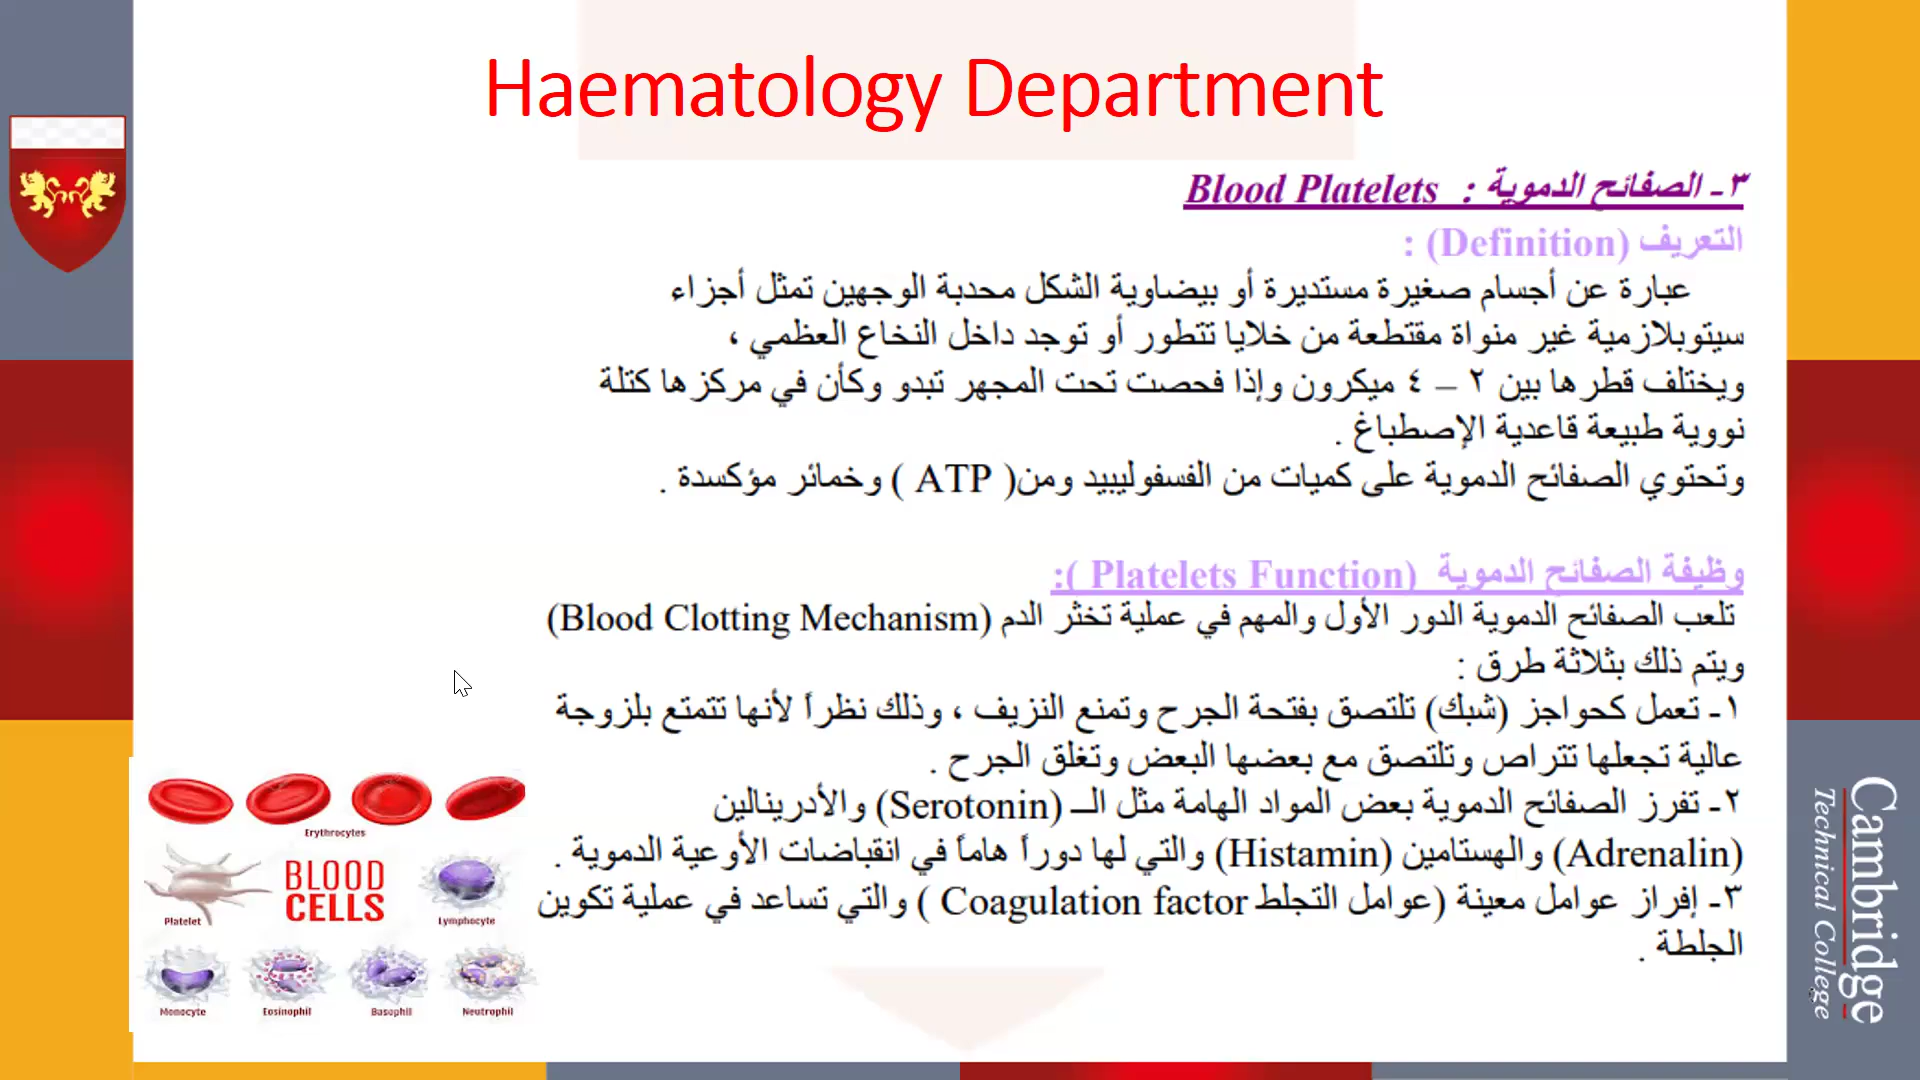 Haematology Department
٣- الصفائح الدموية : Blood Platelets
التعريف (Definition) :
عبارة عن أجسام صغيرة مستديرة أو بيضاوية الشكل محدبة الوجهين تمثل أجزاء
سيتوبلازمية غير منواة مقتطعة من خلايا تتطور أو توجد داخل النخاع العظمي ،
ويختلف قطرها بين ٢ – ٤ ميكرون وإذا فحصت تحت المجهر تبدو وكأن في مركزها كتلة
نووية طبيعة قاعدية الإصطباغ .
وتحتوي الصفائح الدموية على كميات من الفسفوليبيد ومن( ATP ) وخمائر مؤكسدة .
وظيفة الصفائح الدموية (Platelets Function ):
تلعب الصفائح الدموية الدور الأول والمهم في عملية تخثر الدم (Blood Clotting Mechanism)
ويتم ذلك بثلاثة طرق :
١- تعمل كحواجز (شبك) تلتصق بفتحة الجرح وتمنع النزيف ، وذلك نظراً لأنها تتمتع بلزوجة
عالية تجعلها تتراص وتلتصق مع بعضها البعض وتغلق الجرح .
٢- تفرز الصفائح الدموية بعض المواد الهامة مثل الــ (Serotonin) والأدرينالين
(Adrenalin) والهستامين (Histamin) والتي لها دوراً هاماً في انقباضات الأوعية الدموية .
٣- إفراز عوامل معينة (عوامل التجلط Coagulation factor ) والتي تساعد في عملية تكوين
الجلطة .
Erythrocytes
BLOOD
CELLS
Platelet
Lymphocyte
Monocyte
Eosinophil
Basophil
Neutrophil
Cambridge
Technical College